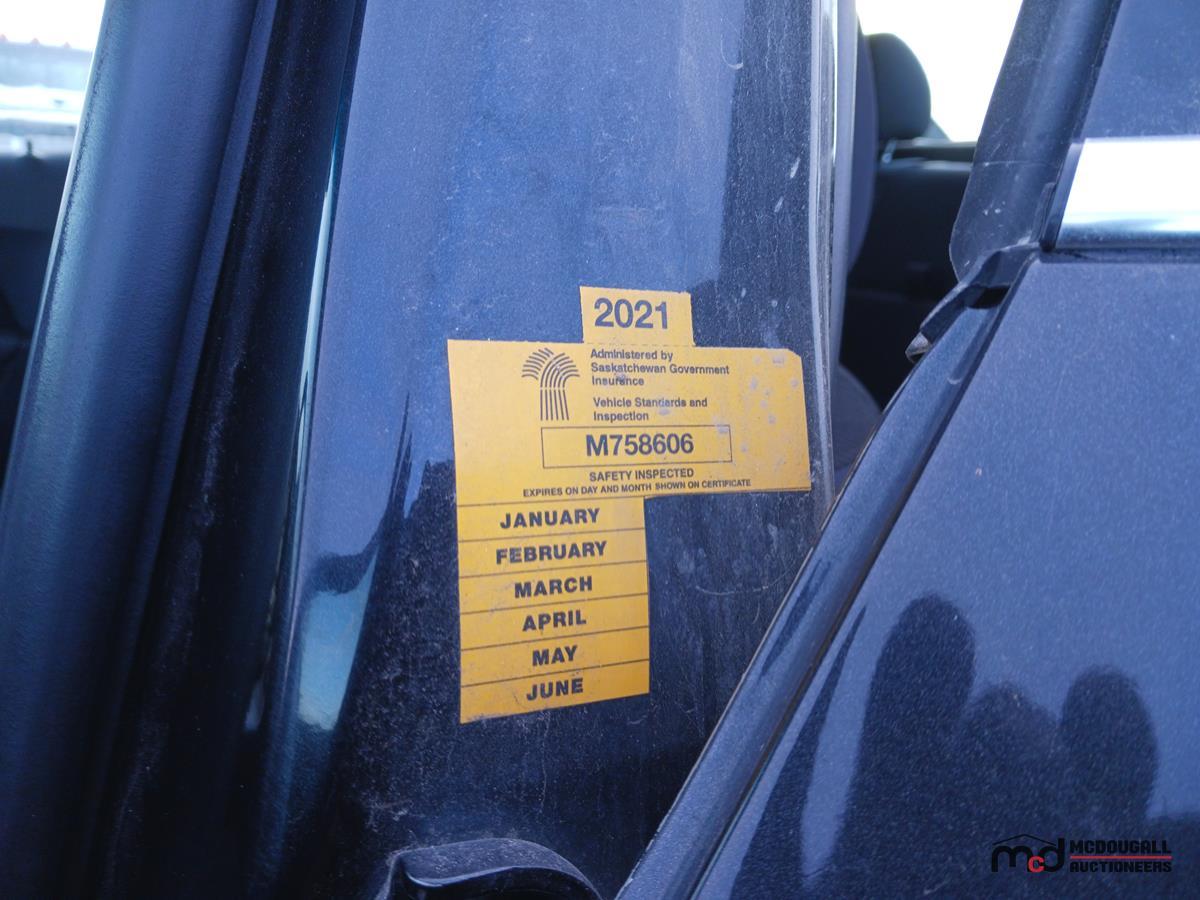 2021
Administered by
Saskatchewan Government
Insurance
Vehicle Standards and
Inspection
M758606
SAFETY INSPECTED
EXPIRES ON DAY AND MONTH SHOWN ON CERTIFICATE
JANUARY
FEBRUARY
MARCH
APRIL
MAY
JUNE
mcd MCDOUGALL
AUCTIONEERS